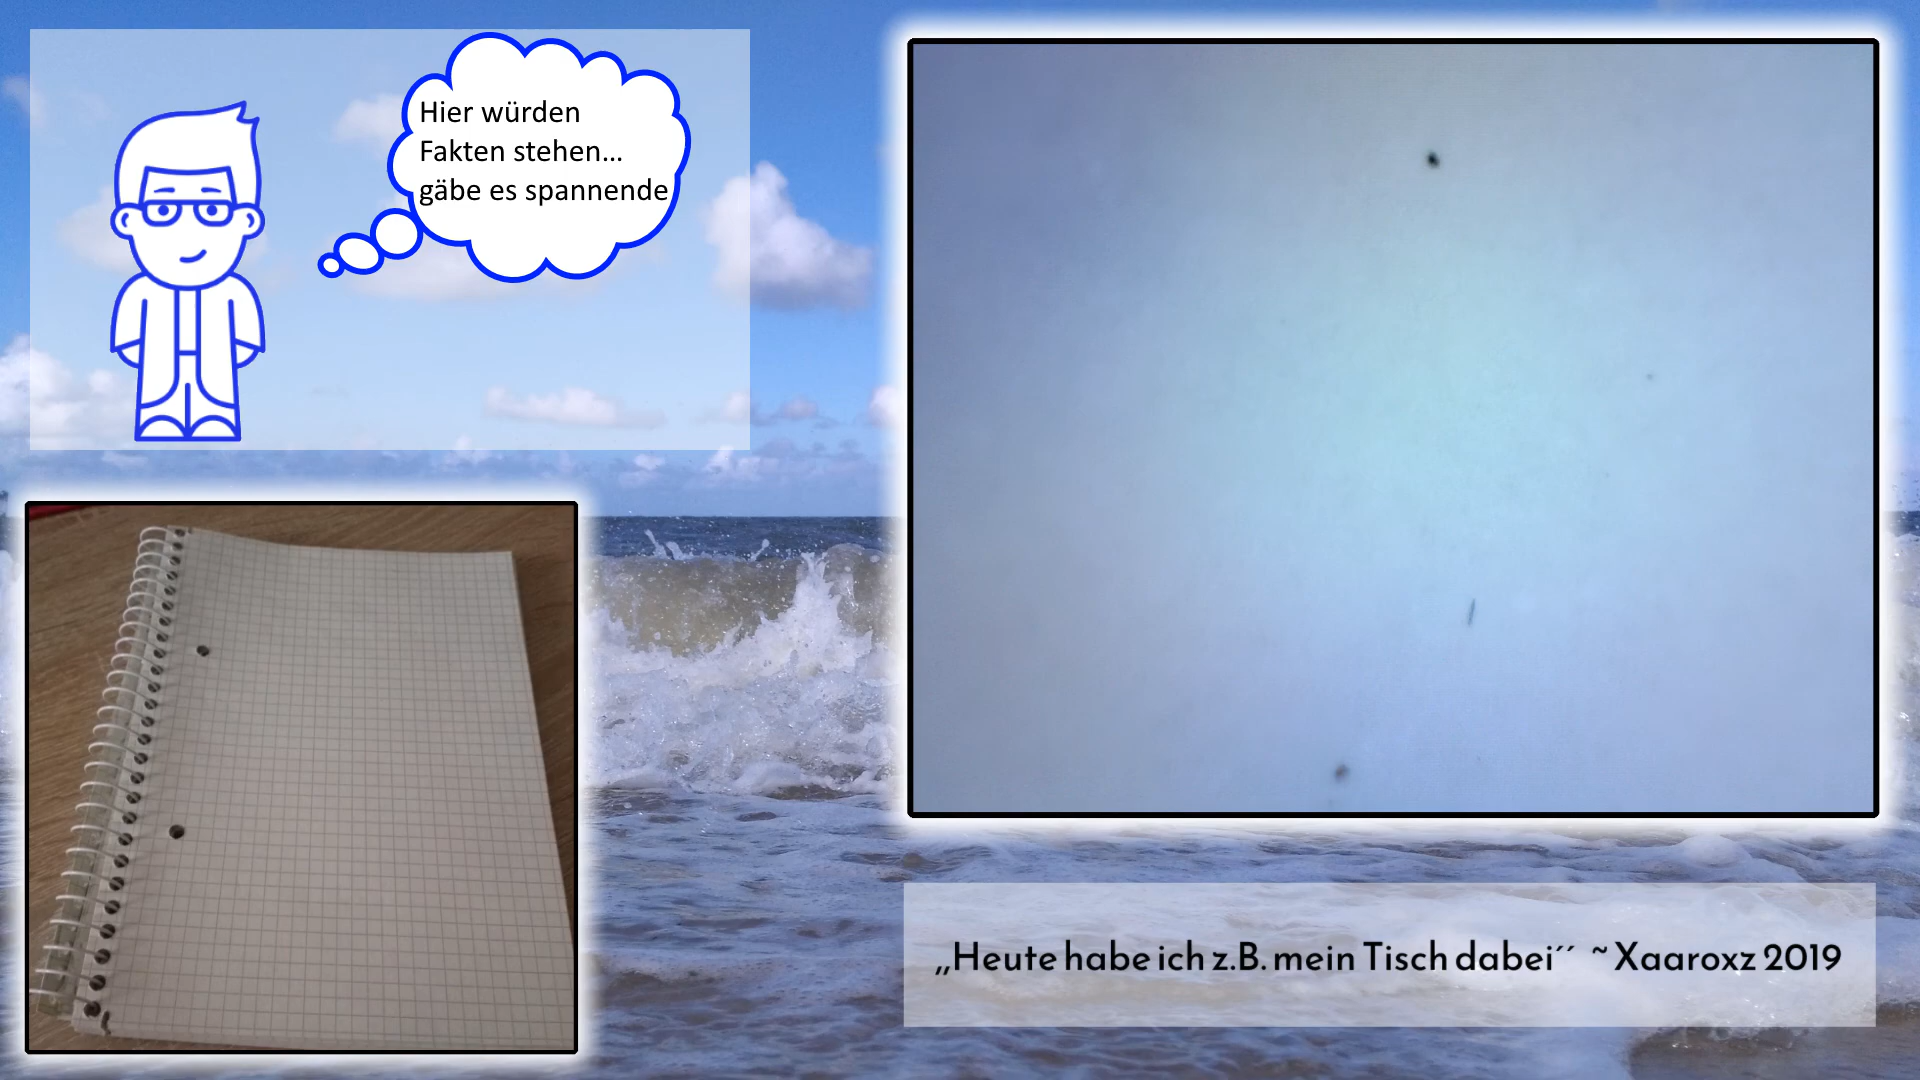 Hier würden
Fakten stehen...
gäbe es spannende
,,Heute habe ich z.B. mein Tisch dabei´´ ~Xaaroxz 2019